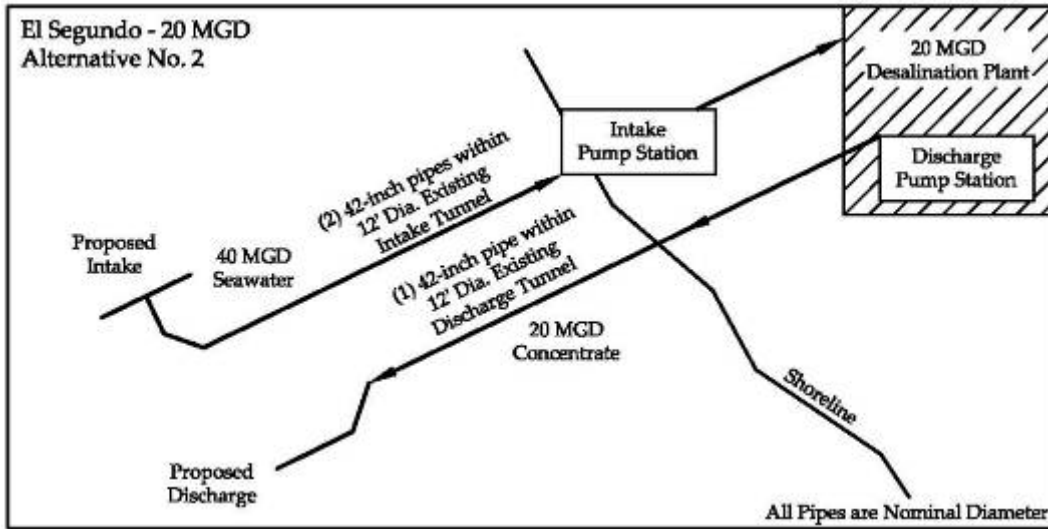 El Segundo - 20 MGD
Alternative No. 2
20 MGD
Desalination Plant
Intake
Pump Station
Discharge
Pump Station
(2) 42-inch pipes within
12' Dia. Existing
Intake Tunnel
Proposed
Intake
40 MGD
Seawater
(1) 42-inch pipe within
12' Dia. Existing
Discharge Tunnel
20 MGD
Concentrate
Shoreline
Proposed
Discharge
All Pipes are Nominal Diameter